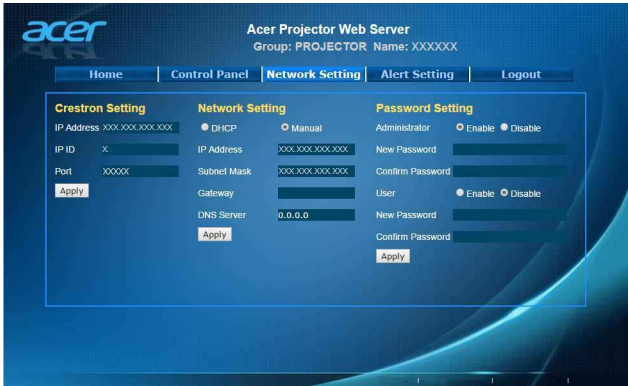 acer
Acer Projector Web Server
Group: PROJECTOR Name: XXXXXX
Home Control Panel Network Setting Alert Setting Logout
Crestron Setting
IP Address XXX.XXX.XXX.XXX
IP ID X
Port XXXXX
Apply
Network Setting
DHCP Manual
IP Address XXX.XXX.XXX.XXX
Subnet Mask XXX.XXX.XXX.XXX
Gateway
DNS Server 0.0.0.0
Apply
Password Setting
Administrator Enable Disable
New Password
Confirm Password
User Enable Disable
New Password
Confirm Password
Apply